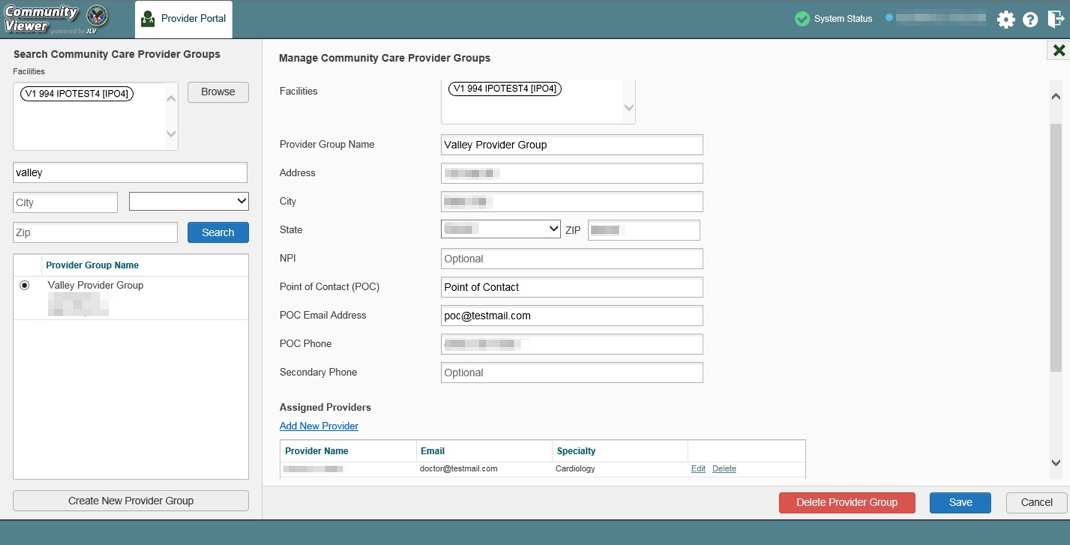 Community
Viewer powered by JLV
Provider Portal
System Status
Search Community Care Provider Groups
Facilities
V1 994 IPOTEST4 [IPO4]
Browse
valley
City
Zip
Search
Provider Group Name
Valley Provider Group
Create New Provider Group
Manage Community Care Provider Groups
Facilities
V1 994 IPOTEST4 [IPO4]
Provider Group Name Valley Provider Group
Address
City
State ZIP
NPI Optional
Point of Contact (POC) Point of Contact
POC Email Address poc@testmail.com
POC Phone
Secondary Phone Optional
Assigned Providers
Add New Provider
Provider Name Email Specialty
doctor@testmail.com Cardiology Edit Delete
Delete Provider Group Save Cancel